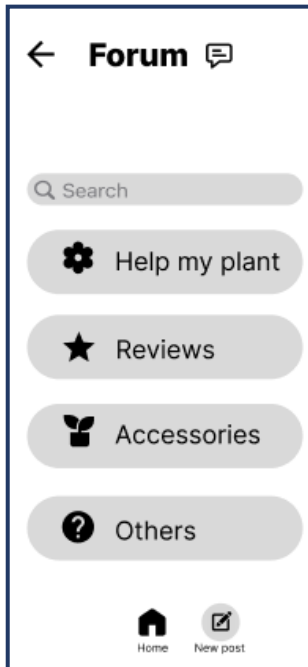 Forum
Search
Help my plant
Reviews
Accessories
Others
Home New post